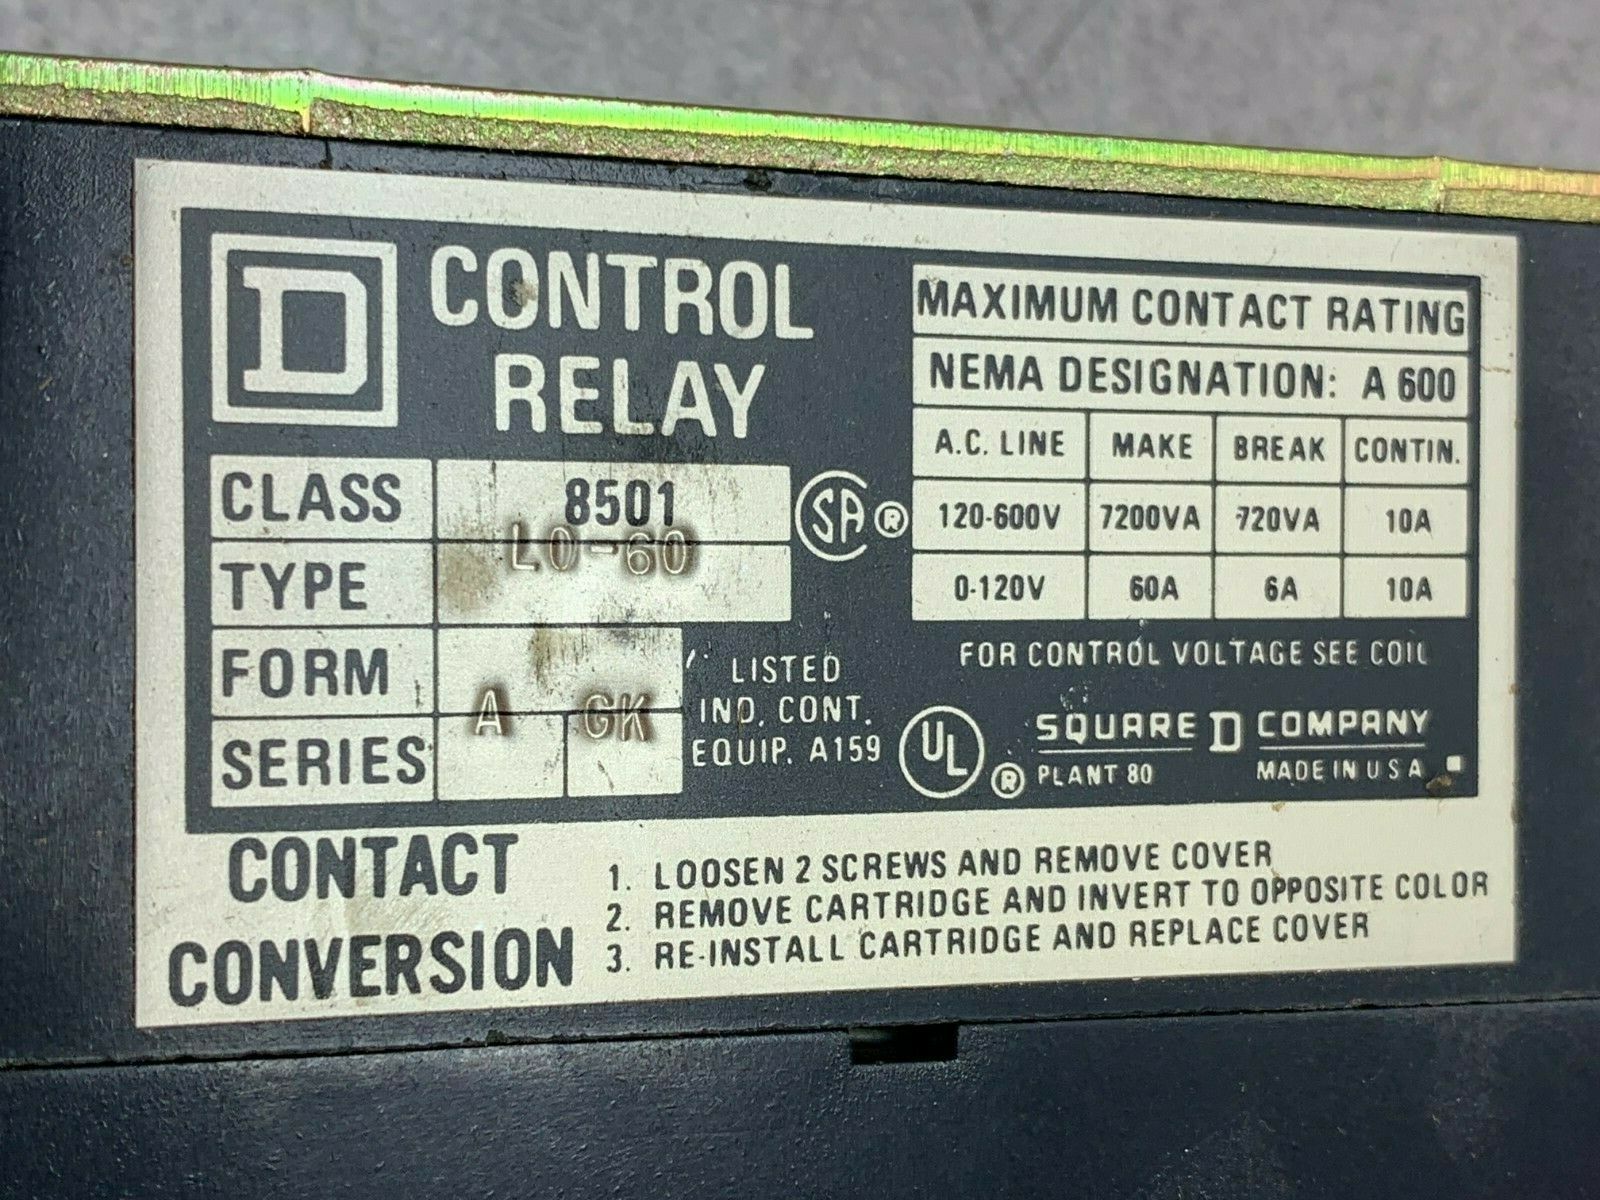 D
CONTROL
RELAY
CLASS 8501
TYPE LO-60
FORM
SERIES A GK
SA ®
MAXIMUM CONTACT RATING
NEMA DESIGNATION: A 600
A.C. LINE MAKE BREAK CONTIN.
120-600V 7200VA 720VA 10A
0-120V 60A 6A 10A
FOR CONTROL VOLTAGE SEE COIL
LISTED
IND. CONT.
EQUIP. A159
UL ®
SQUARE D COMPANY
PLANT 80 MADE IN U S A
CONTACT
CONVERSION
1. LOOSEN 2 SCREWS AND REMOVE COVER
2. REMOVE CARTRIDGE AND INVERT TO OPPOSITE COLOR
3. RE-INSTALL CARTRIDGE AND REPLACE COVER